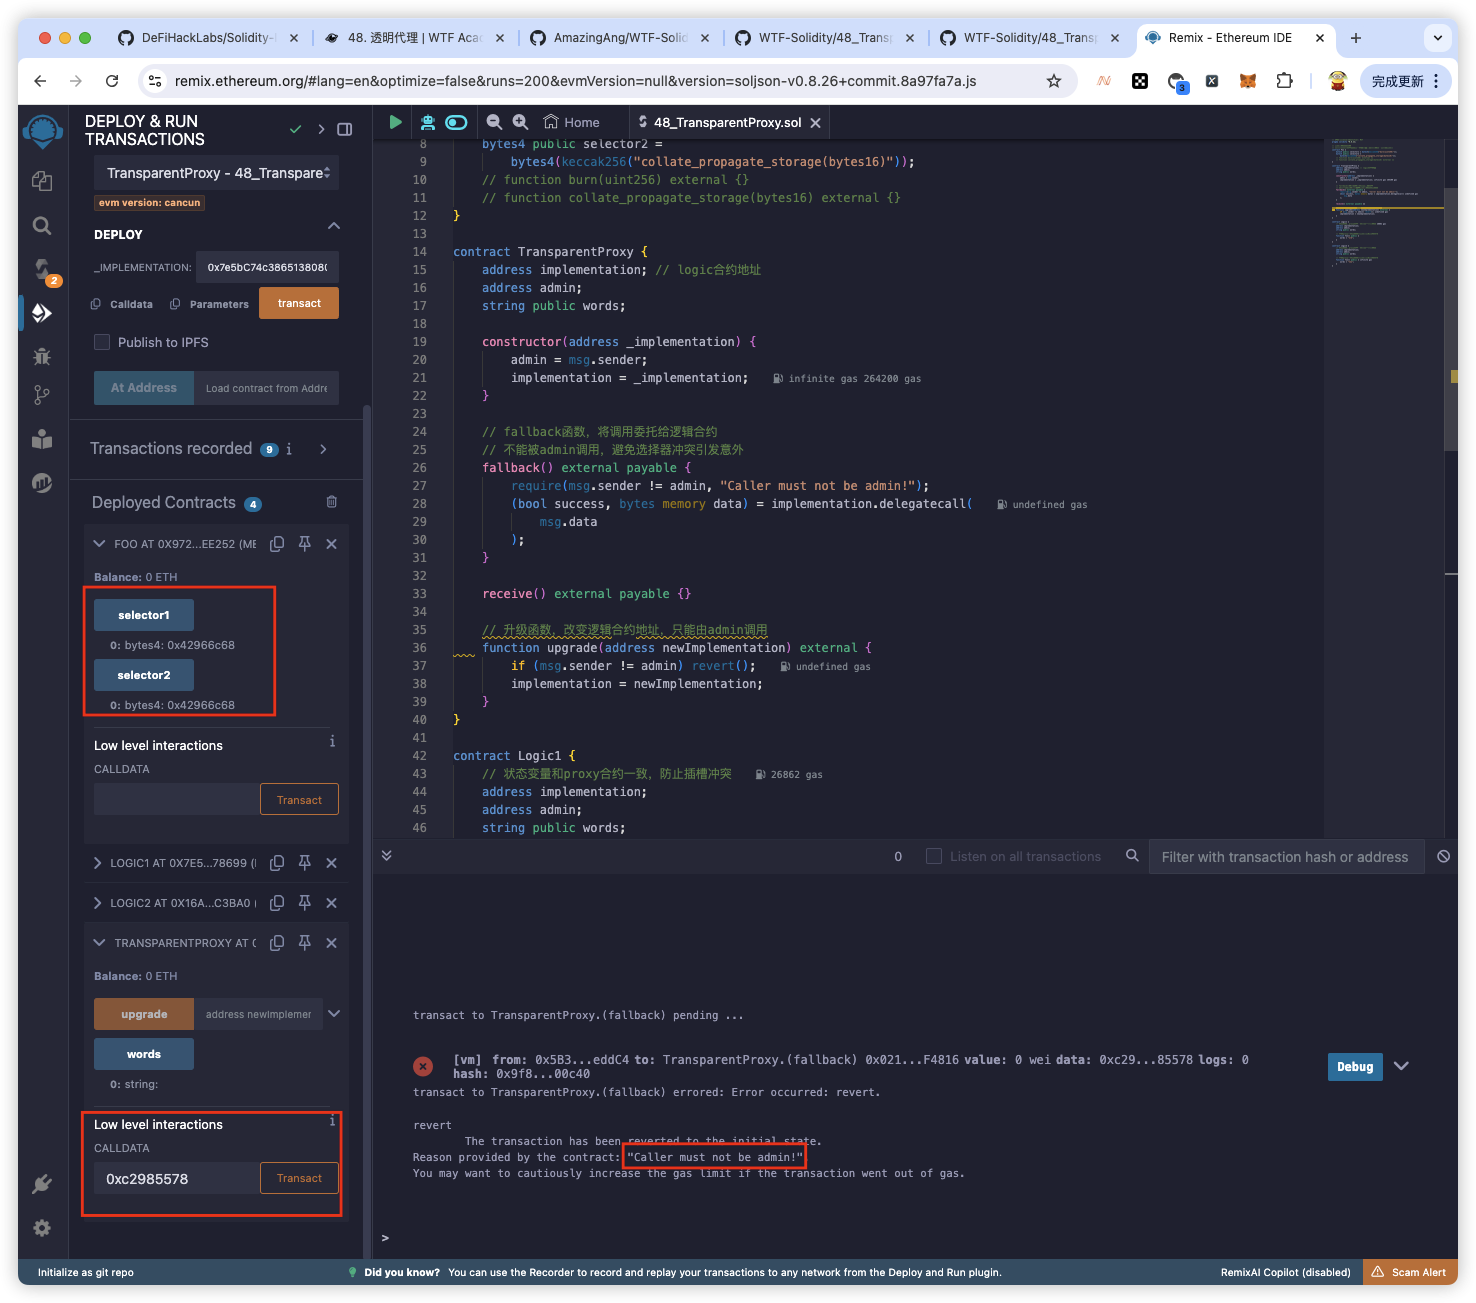 DeFiHackLabs/Solidity-
48. 透明代理 | WTF Aca
AmazingAng/WTF-Solid
WTF-Solidity/48_Transp
WTF-Solidity/48_Transp
Remix - Ethereum IDE
remix.ethereum.org/#lang=en&optimize=false&runs=200&evmVersion=null&version=soljson-v0.8.26+commit.8a97fa7a.js
3
完成更新
DEPLOY & RUN
TRANSACTIONS
TransparentProxy - 48_Transpare
evm version: cancun
DEPLOY
_IMPLEMENTATION:
0x7e5bC74c3865138080
Calldata
Parameters
transact
Publish to IPFS
At Address
Load contract from Addre
2
Transactions recorded 9 i
Deployed Contracts 4
FOO AT 0X972...EE252 (ME
Balance: 0 ETH
selector1
0: bytes4: 0x42966c68
selector2
0: bytes4: 0x42966c68
Low level interactions
i
CALLDATA
Transact
LOGIC1 AT 0X7E5...78699 (
LOGIC2 AT 0X16A...C3BA0 (
TRANSPARENTPROXY AT 0
Balance: 0 ETH
upgrade
address newImplemer
words
0: string:
Low level interactions
i
CALLDATA
0xc2985578
Transact
Home
48_TransparentProxy.sol
8 bytes4 public selector2 =
9 bytes4(keccak256("collate_propagate_storage(bytes16)"));
10 // function burn(uint256) external {}
11 // function collate_propagate_storage(bytes16) external {}
12 }
13
14 contract TransparentProxy {
15 address implementation; // logic合约地址
16 address admin;
17 string public words;
18
19 constructor(address _implementation) {
20 admin = msg.sender;
21 implementation = _implementation; infinite gas 264200 gas
22 }
23
24 // fallback函数，将调用委托给逻辑合约
25 // 不能被admin调用，避免选择器冲突引发意外
26 fallback() external payable {
27 require(msg.sender != admin, "Caller must not be admin!");
28 (bool success, bytes memory data) = implementation.delegatecall( undefined gas
29 msg.data
30 );
31 }
32
33 receive() external payable {}
34
35 // 升级函数，改变逻辑合约地址，只能由admin调用
36 function upgrade(address newImplementation) external {
37 if (msg.sender != admin) revert(); undefined gas
38 implementation = newImplementation;
39 }
40 }
41
42 contract Logic1 {
43 // 状态变量和proxy合约一致，防止插槽冲突 26862 gas
44 address implementation;
45 address admin;
46 string public words;
0
Listen on all transactions
Filter with transaction hash or address
transact to TransparentProxy.(fallback) pending ...
[vm] from: 0x5B3...eddC4 to: TransparentProxy.(fallback) 0x021...F4816 value: 0 wei data: 0xc29...85578 logs: 0
hash: 0x9f8...00c40
Debug
transact to TransparentProxy.(fallback) errored: Error occurred: revert.
revert
The transaction has been reverted to the initial state.
Reason provided by the contract: "Caller must not be admin!"
You may want to cautiously increase the gas limit if the transaction went out of gas.
>
Initialize as git repo
Did you know? You can use the Recorder to record and replay your transactions to any network from the Deploy and Run plugin.
RemixAI Copilot (disabled)
Scam Alert